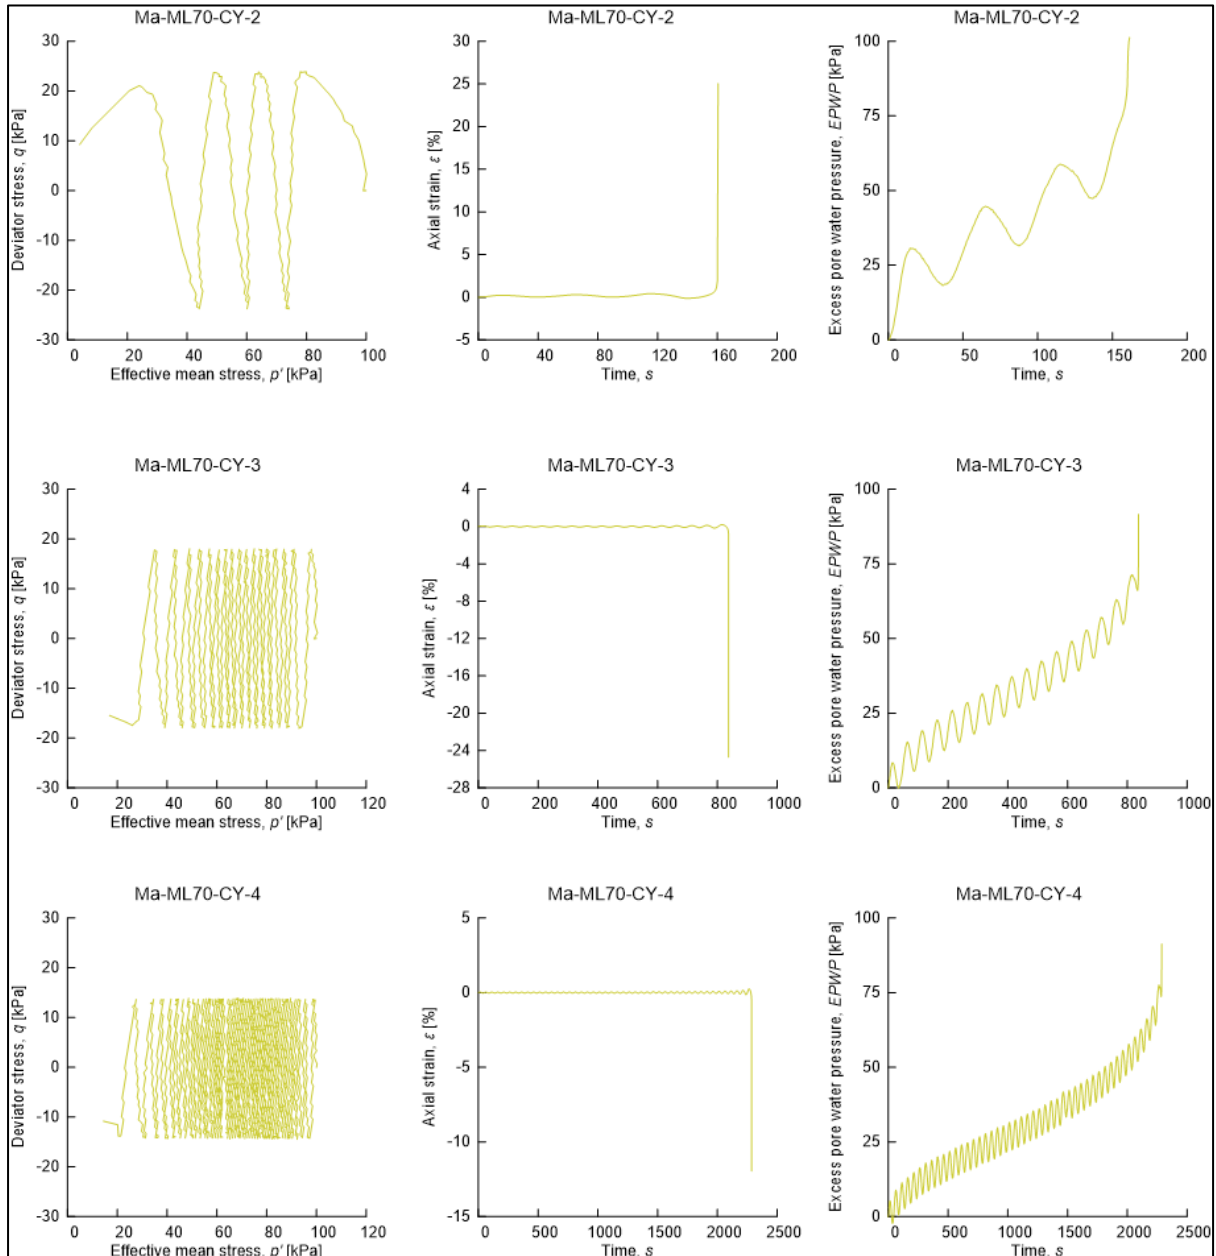 Ma-ML70-CY-2
Ma-ML70-CY-2
Ma-ML70-CY-2
Deviator stress, q [kPa]
30
20
10
0
-10
-20
-30
0 20 40 60 80 100
Effective mean stress, p' [kPa]
Axial strain, ε [%]
30
25
20
15
10
5
0
-5
0 40 80 120 160 200
Time, s
Excess pore water pressure, EPWP [kPa]
100
75
50
25
0
0 50 100 150 200
Time, s
Ma-ML70-CY-3
Ma-ML70-CY-3
Ma-ML70-CY-3
Deviator stress, q [kPa]
30
20
10
0
-10
-20
-30
0 20 40 60 80 100 120
Effective mean stress, p' [kPa]
Axial strain, ε [%]
4
0
-4
-8
-12
-16
-20
-24
-28
0 200 400 600 800 1000
Time, s
Excess pore water pressure, EPWP [kPa]
100
75
50
25
0
0 200 400 600 800 1000
Time, s
Ma-ML70-CY-4
Ma-ML70-CY-4
Ma-ML70-CY-4
Deviator stress, q [kPa]
30
20
10
0
-10
-20
-30
0 20 40 60 80 100 120
Effective mean stress, p' [kPa]
Axial strain, ε [%]
5
0
-5
-10
-15
0 500 1000 1500 2000 2500
Time, s
Excess pore water pressure, EPWP [kPa]
100
75
50
25
0
0 500 1000 1500 2000 2500
Time, s